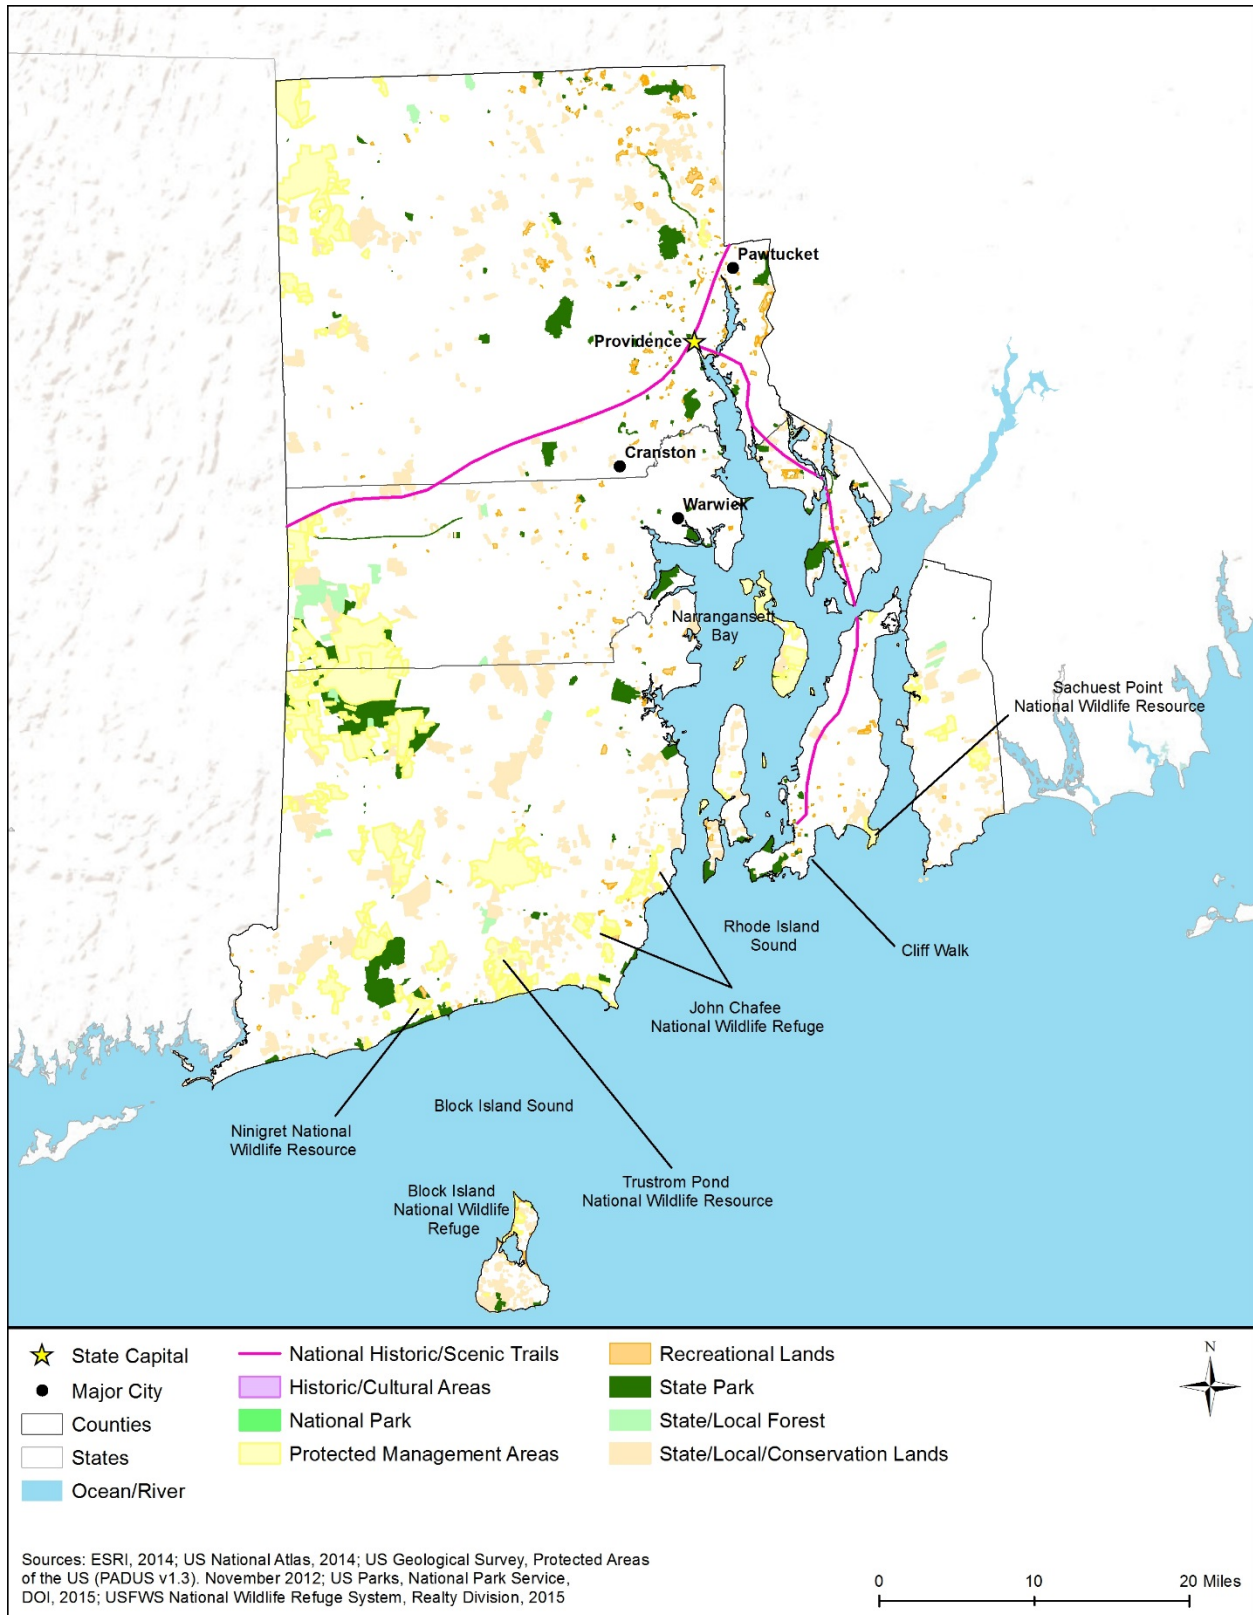 Pawtucket
Providence
Cranston
Warwick
Narrangansett
Bay
Sachuest Point
National Wildlife Resource
Rhode Island
Sound
Cliff Walk
John Chafee
National Wildlife Refuge
Block Island Sound
Ninigret National
Wildlife Resource
Trustrom Pond
National Wildlife Resource
Block Island
National Wildlife
Refuge
State Capital
Major City
Counties
States
Ocean/River
National Historic/Scenic Trails
Historic/Cultural Areas
National Park
Protected Management Areas
Recreational Lands
State Park
State/Local Forest
State/Local/Conservation Lands
N
Sources: ESRI, 2014; US National Atlas, 2014; US Geological Survey, Protected Areas
of the US (PADUS v1.3). November 2012; US Parks, National Park Service,
DOI, 2015; USFWS National Wildlife Refuge System, Realty Division, 2015
0 10 20 Miles